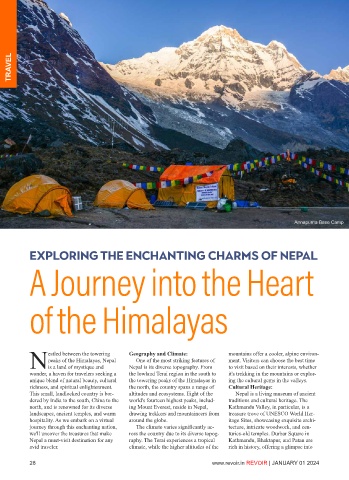 TRAVEL
Annapurna Base Camp
EXPLORING THE ENCHANTING CHARMS OF NEPAL
A Journey into the Heart
of the Himalayas
Nestled between the towering
peaks of the Himalayas, Nepal
is a land of mystique and
wonder, a haven for travelers seeking a
unique blend of natural beauty, cultural
richness, and spiritual enlightenment.
This small, landlocked country is bor-
dered by India to the south, China to the
north, and is renowned for its diverse
landscapes, ancient temples, and warm
hospitality. As we embark on a virtual
journey through this enchanting nation,
we'll uncover the treasures that make
Nepal a must-visit destination for any
avid traveler.
Geography and Climate:
One of the most striking features of
Nepal is its diverse topography. From
the lowland Terai region in the south to
the towering peaks of the Himalayas in
the north, the country spans a range of
altitudes and ecosystems. Eight of the
world's fourteen highest peaks, includ-
ing Mount Everest, reside in Nepal,
drawing trekkers and mountaineers from
around the globe.
The climate varies significantly ac-
ross the country due to its diverse topog-
raphy. The Terai experiences a tropical
climate, while the higher altitudes of the
mountains offer a cooler, alpine environ-
ment. Visitors can choose the best time
to visit based on their interests, whether
it's trekking in the mountains or explor-
ing the cultural gems in the valleys.
Cultural Heritage:
Nepal is a living museum of ancient
traditions and cultural heritage. The
Kathmandu Valley, in particular, is a
treasure trove of UNESCO World Her-
itage Sites, showcasing exquisite archi-
tecture, intricate woodwork, and cen-
turies-old temples. Durbar Square in
Kathmandu, Bhaktapur, and Patan are
rich in history, offering a glimpse into
28
www.revoir.in REVOIR | JANUARY 01 2024